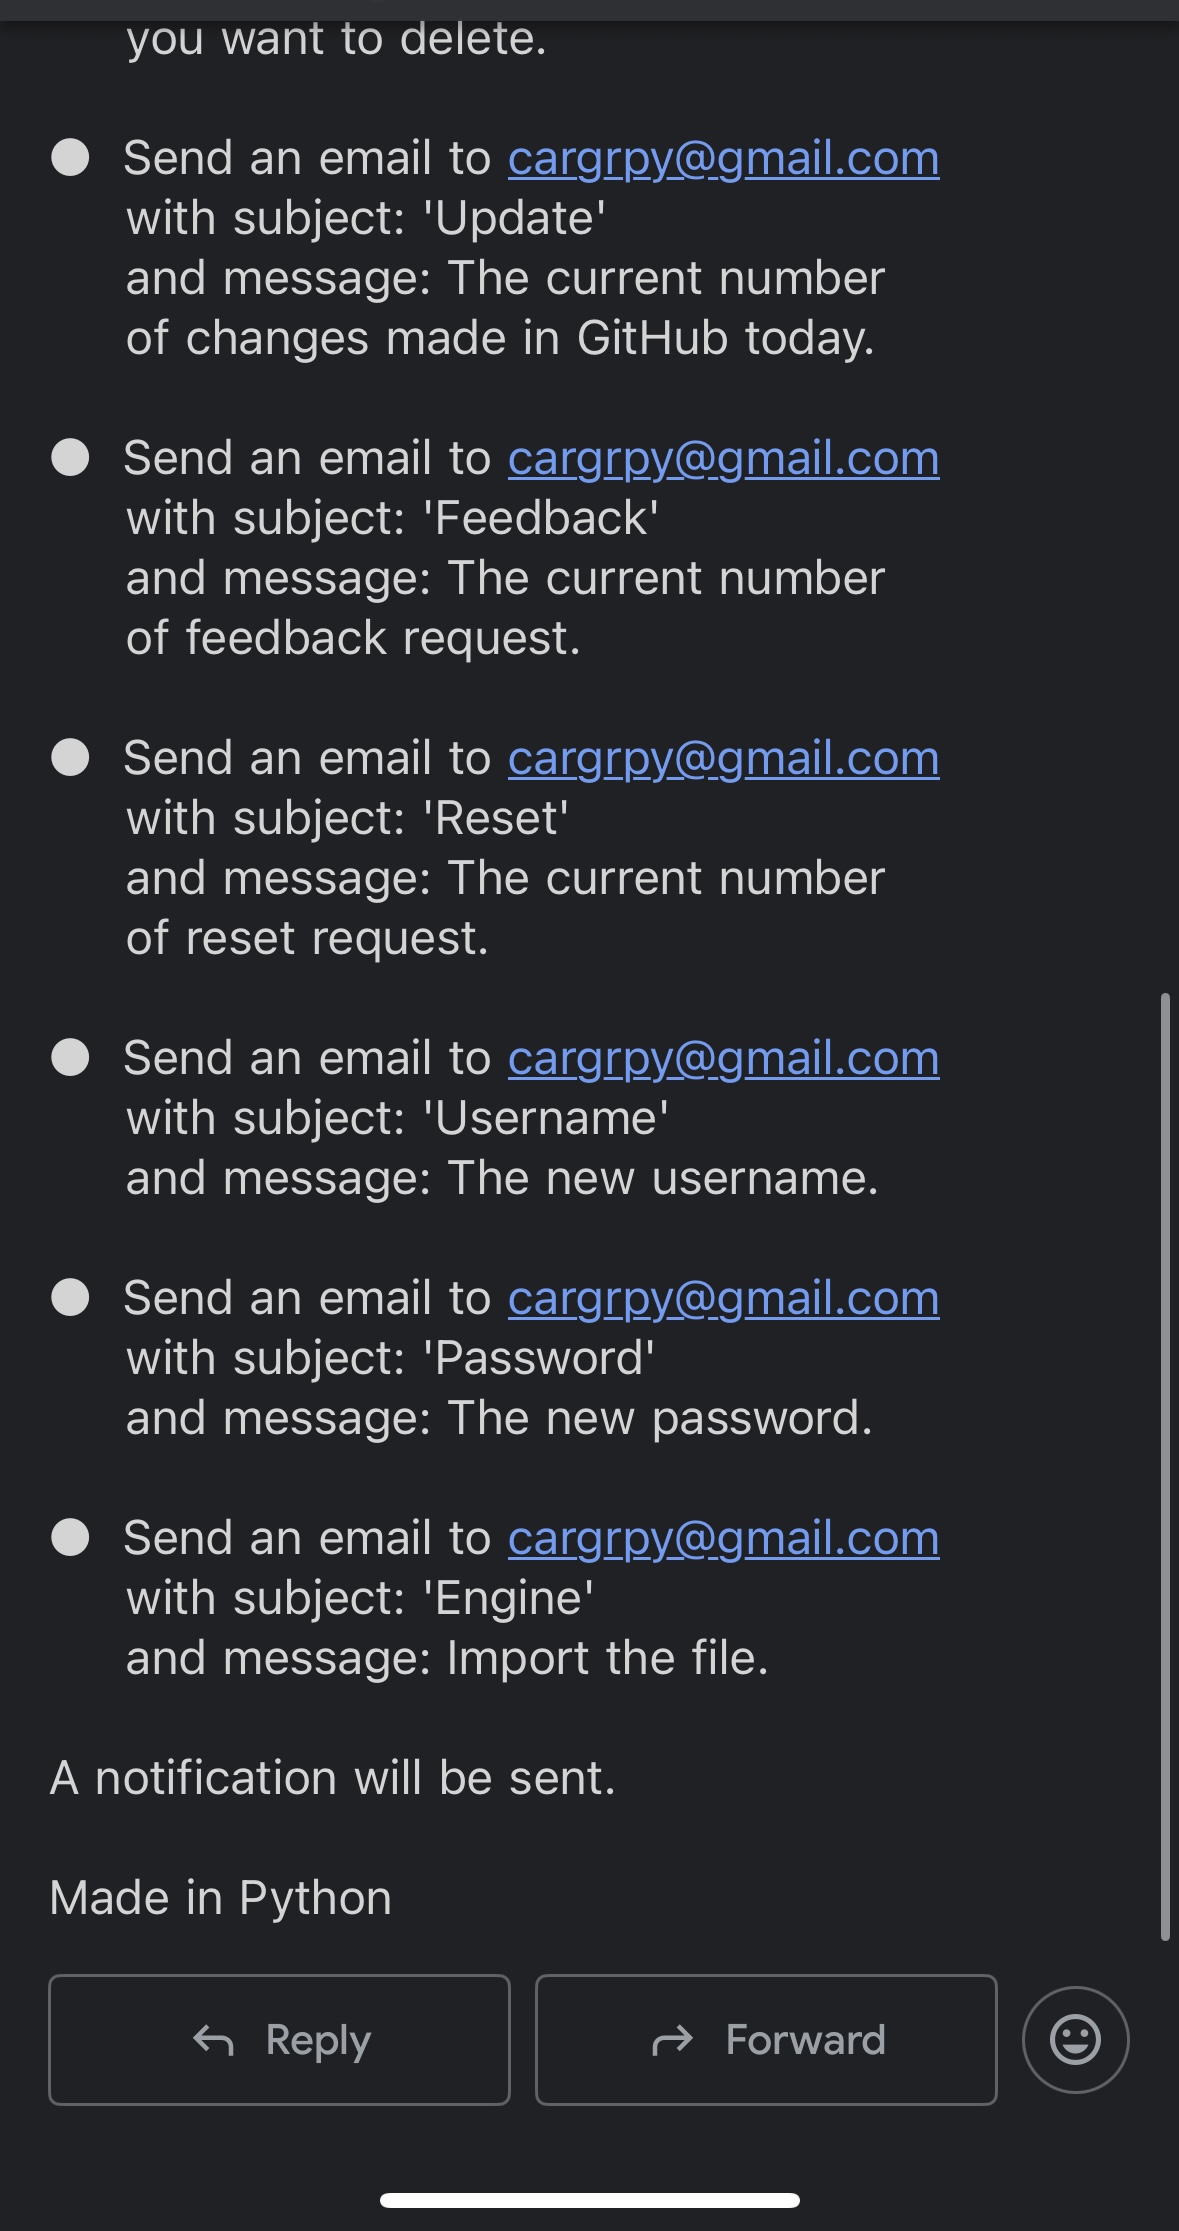 you want to delete.
Send an email to cargrpy@gmail.com
with subject: 'Update'
and message: The current number
of changes made in GitHub today.
Send an email to cargrpy@gmail.com
with subject: 'Feedback'
and message: The current number
of feedback request.
Send an email to cargrpy@gmail.com
with subject: 'Reset'
and message: The current number
of reset request.
Send an email to cargrpy@gmail.com
with subject: 'Username'
and message: The new username.
Send an email to cargrpy@gmail.com
with subject: 'Password'
and message: The new password.
Send an email to cargrpy@gmail.com
with subject: 'Engine'
and message: Import the file.
A notification will be sent.
Made in Python
Reply
Forward